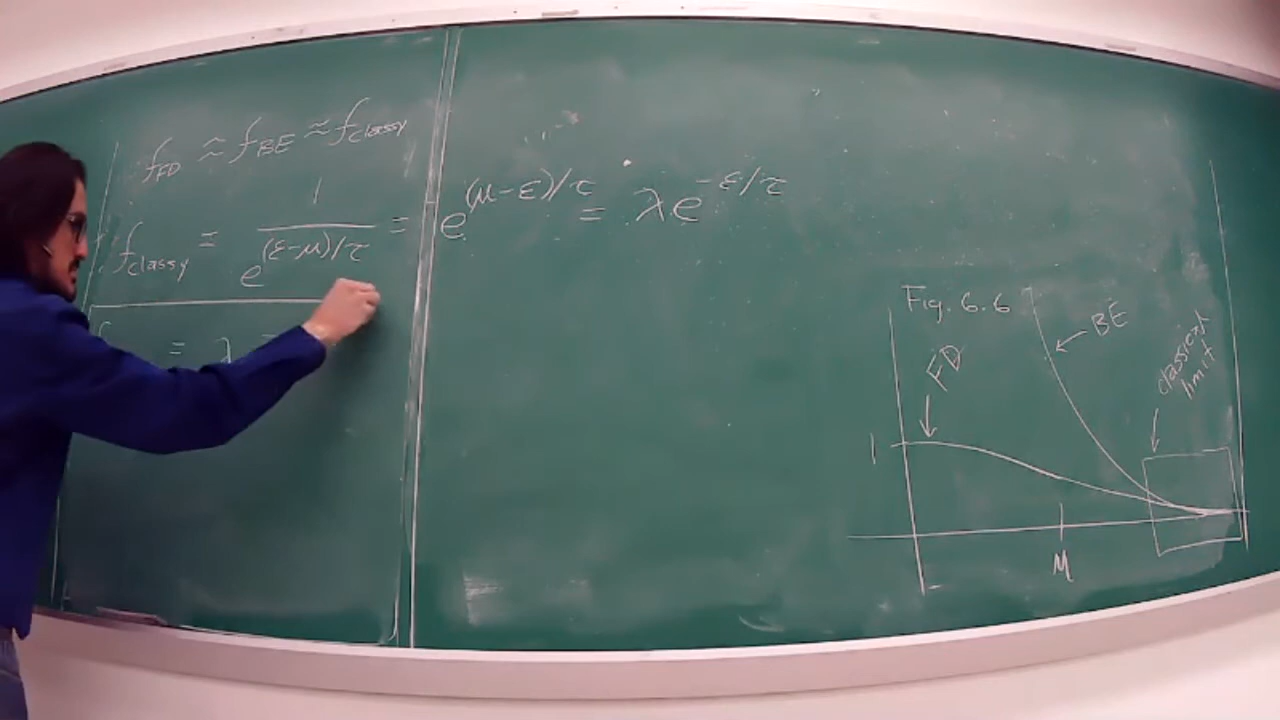 f_FD ≈ f_BE ≈ f_classy
f_classy = 1 / e^((ε-μ)/τ) = e^((μ-ε)/τ) = λe^(-ε/τ)
= λ
Fig. 6.6
BE
FD
classical
limit
1
μ